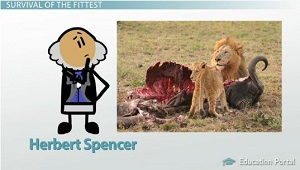 SURVIVAL OF THE FITTEST
Herbert Spencer
Education Portal